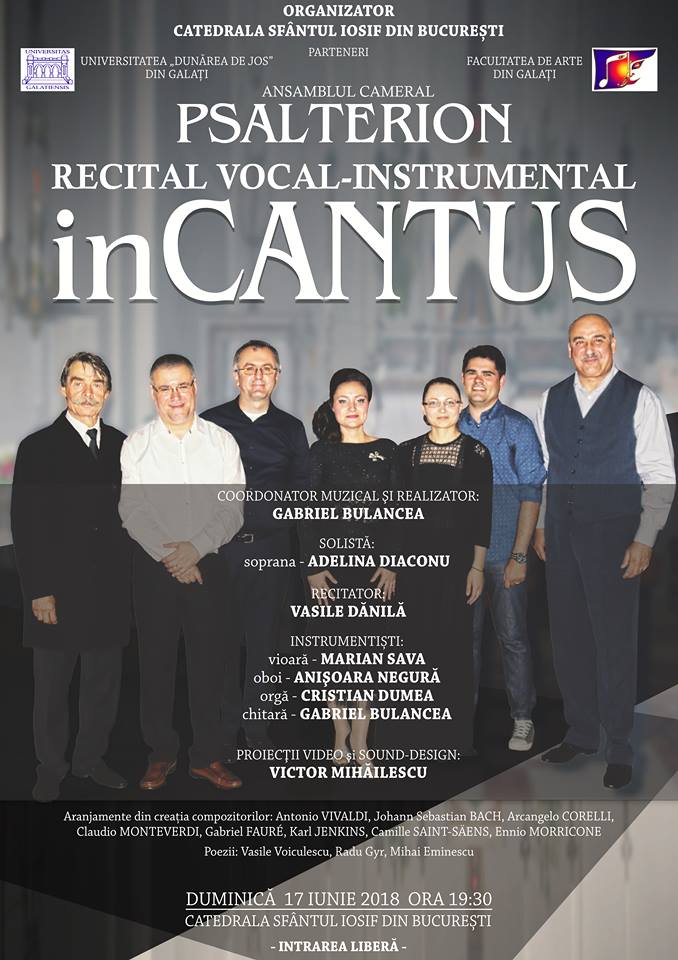 ORGANIZATOR
CATEDRALA SFÂNTUL IOSIF DIN BUCUREȘTI
PARTENERI
UNIVERSITAS
GALATIENSIS
UNIVERSITATEA „DUNĂREA DE JOS”
DIN GALAȚI
FACULTATEA DE ARTE
DIN GALAȚI
ANSAMBLUL CAMERAL
PSALTERION
RECITAL VOCAL-INSTRUMENTAL
inCANTUS
COORDONATOR MUZICAL ȘI REALIZATOR:
GABRIEL BULANCEA
SOLISTĂ:
soprana - ADELINA DIACONU
RECITATOR:
VASILE DĂNILĂ
INSTRUMENTIȘTI:
vioară - MARIAN SAVA
oboi - ANIȘOARA NEGURĂ
orgă - CRISTIAN DUMEA
chitară - GABRIEL BULANCEA
PROIECȚII VIDEO și SOUND-DESIGN:
VICTOR MIHĂILESCU
Aranjamente din creația compozitorilor: Antonio VIVALDI, Johann Sebastian BACH, Arcangelo CORELLI,
Claudio MONTEVERDI, Gabriel FAURÉ, Karl JENKINS, Camille SAINT-SÄENS, Ennio MORRICONE
Poezii: Vasile Voiculescu, Radu Gyr, Mihai Eminescu
DUMINICĂ 17 IUNIE 2018 ORA 19:30
CATEDRALA SFÂNTUL IOSIF DIN BUCUREȘTI
- INTRAREA LIBERĂ -